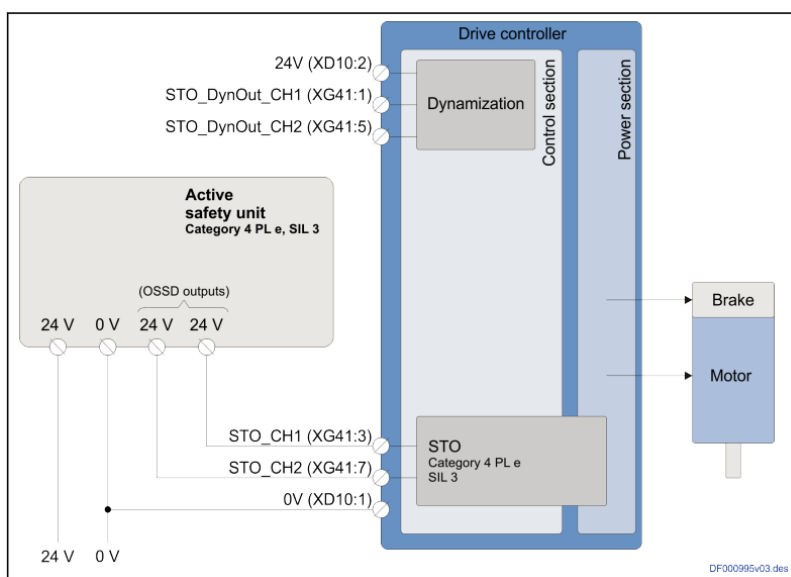 Drive controller
24V (XD10:2)
STO_DynOut_CH1 (XG41:1)
STO_DynOut_CH2 (XG41:5)
Dynamization
Control section
Power section
Active
safety unit
Category 4 PL e, SIL 3
(OSSD outputs)
24 V 0 V 24 V 24 V
Brake
Motor
STO_CH1 (XG41:3)
STO_CH2 (XG41:7)
0V (XD10:1)
STO
Category 4 PL e
SIL 3
24 V 0 V
DF000995v03.des